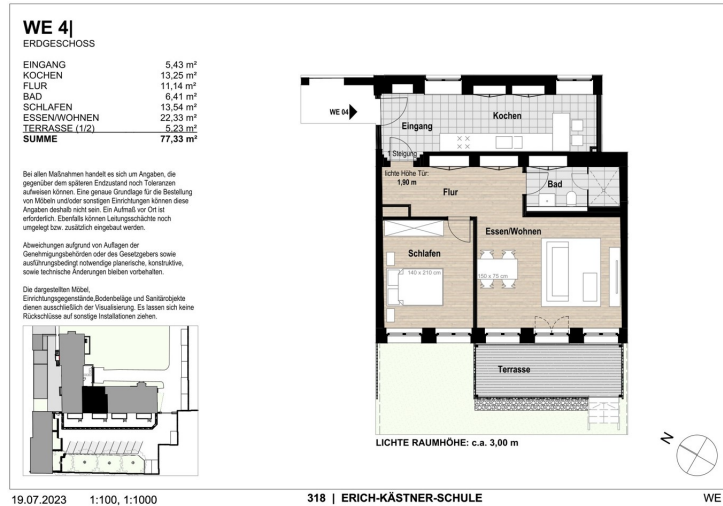 WE 4|
ERDGESCHOSS
EINGANG 5,43 m²
KOCHEN 13,25 m²
FLUR 11,14 m²
BAD 6,41 m²
SCHLAFEN 13,54 m²
ESSEN/WOHNEN 22,33 m²
TERRASSE (1/2) 5,23 m²
SUMME 77,33 m²
Bei allen Maßnahmen handelt es sich um Angaben, die
gegenüber dem späteren Endzustand noch Toleranzen
aufweisen können. Eine genaue Grundlage für die Bestellung
von Möbeln und/oder sonstigen Einrichtungen können diese
Angaben deshalb nicht sein. Ein Aufmaß vor Ort ist
erforderlich. Ebenfalls können Leitungsschächte noch
umgelegt bzw. zusätzlich eingebaut werden.
Abweichungen aufgrund von Auflagen der
Genehmigungsbehörden oder des Gesetzgebers sowie
ausführungsbedingt notwendige planerische, konstruktive,
sowie technische Änderungen bleiben vorbehalten.
Die dargestellten Möbel,
Einrichtungsgegenstände,Bodenbeläge und Sanitärobjekte
dienen ausschließlich der Visualisierung. Es lassen sich keine
Rückschlüsse auf sonstige Installationen ziehen.
WE 04
Eingang
Kochen
1 Steigung
lichte Höhe Tür:
1,90 m
Flur
Bad
Essen/Wohnen
Schlafen
140 x 210 cm
150 x 75 cm
Terrasse
LICHTE RAUMHÖHE: c.a. 3,00 m
N
19.07.2023 1:100, 1:1000 318 | ERICH-KÄSTNER-SCHULE WE